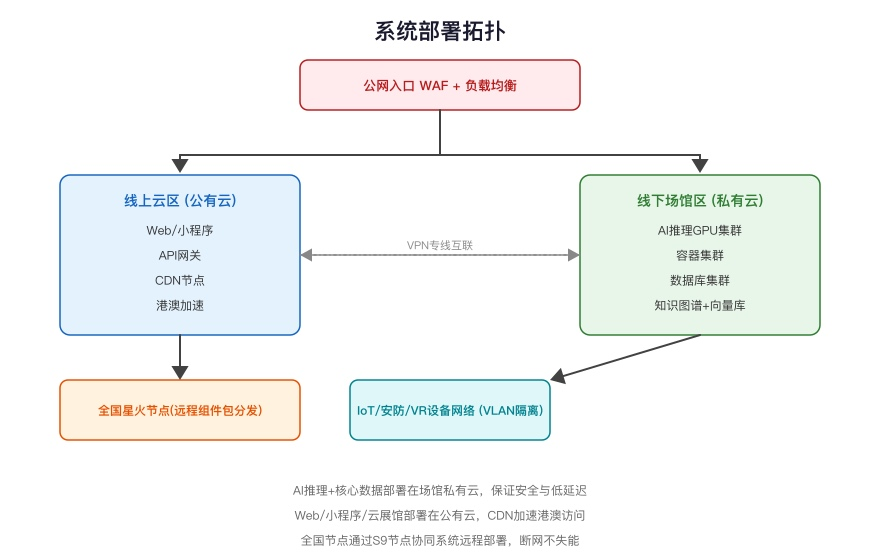 系统部署拓扑
公网入口 WAF + 负载均衡
线上云区 (公有云)
Web/小程序
API网关
CDN节点
港澳加速
VPN专线互联
线下场馆区 (私有云)
AI推理GPU集群
容器集群
数据库集群
知识图谱+向量库
全国星火节点(远程组件包分发)
IoT/安防/VR设备网络 (VLAN隔离)
AI推理+核心数据部署在场馆私有云，保证安全与低延迟
Web/小程序/云展馆部署在公有云，CDN加速港澳访问
全国节点通过S9节点协同系统远程部署，断网不失能